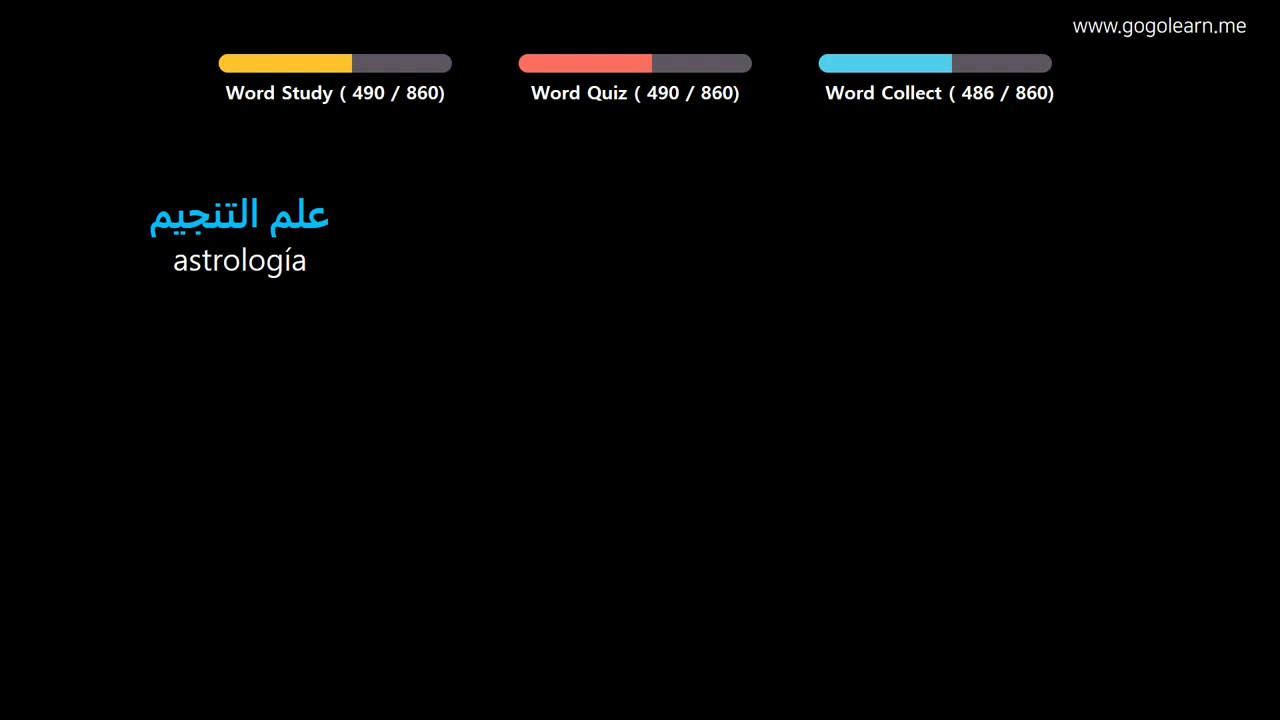 www.gogolearn.me
Word Study ( 490 / 860)
Word Quiz ( 490 / 860)
Word Collect ( 486 / 860)
علم التنجيم
astrología